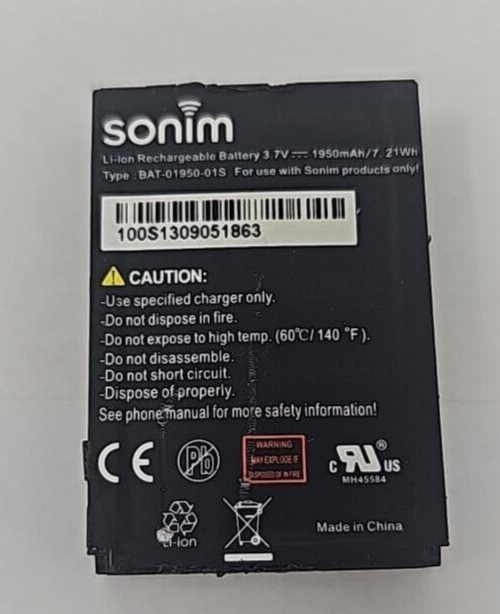 sonim
Li-Ion Rechargeable Battery 3.7V 1950mAh/7.21Wh
Type : BAT-01950-01S For use with Sonim products only!
100S1309051863
CAUTION:
-Use specified charger only.
-Do not dispose in fire.
-Do not expose to high temp. (60℃/ 140 °F).
-Do not disassemble.
-Do not short circuit.
-Dispose of properly.
See phone manual for more safety information!
CE
Pb
WARNING
MAY EXPLODE IF
DISPOSED OF IN FIRE
c RU ® US
MH45584
Li-ion
Made in China